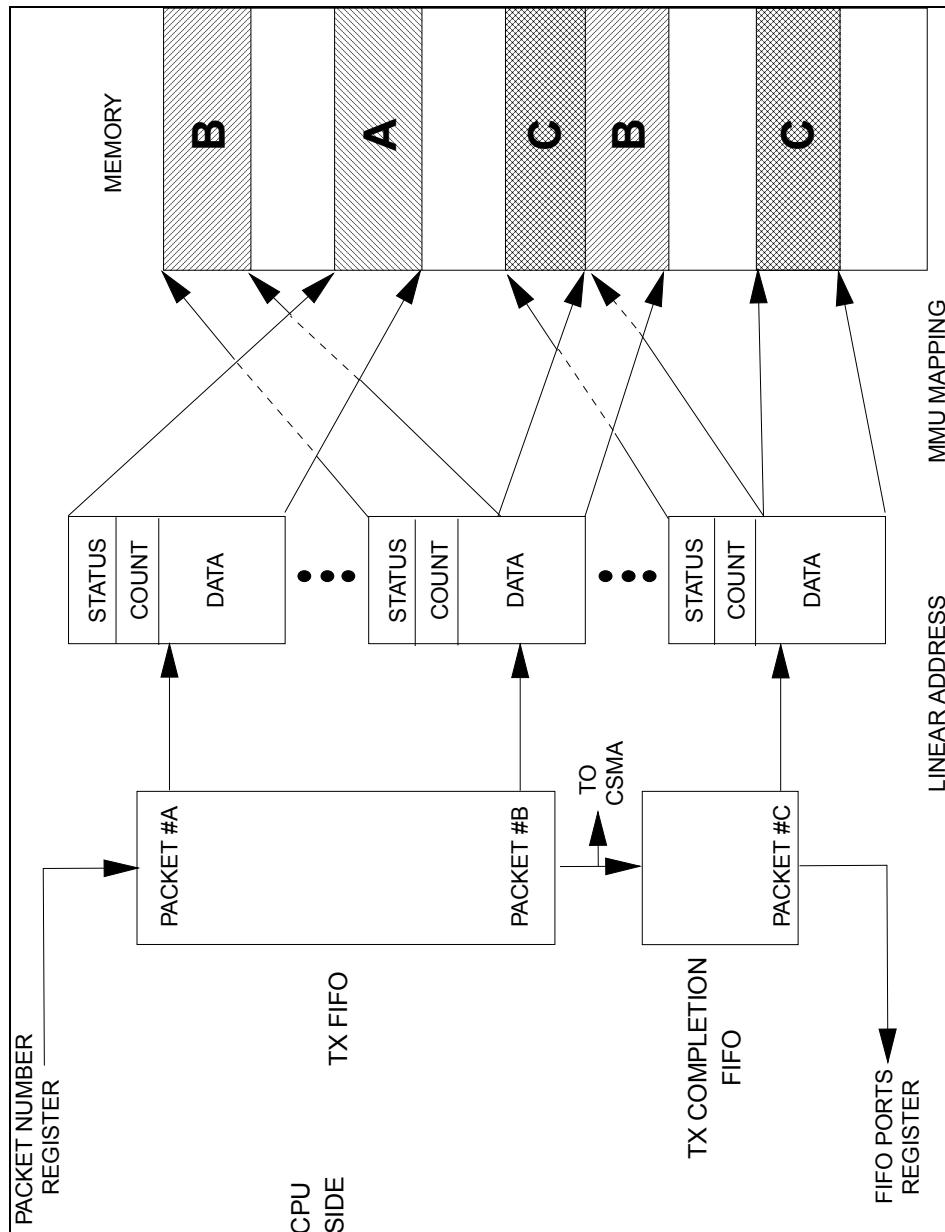 PACKET NUMBER
REGISTER
CPU
SIDE
TX FIFO
PACKET #A
PACKET #B
TO
CSMA
TX COMPLETION
FIFO
PACKET #C
FIFO PORTS
REGISTER
STATUS
COUNT
DATA
STATUS
COUNT
DATA
STATUS
COUNT
DATA
LINEAR ADDRESS
MMU MAPPING
MEMORY
B
A
C
B
C